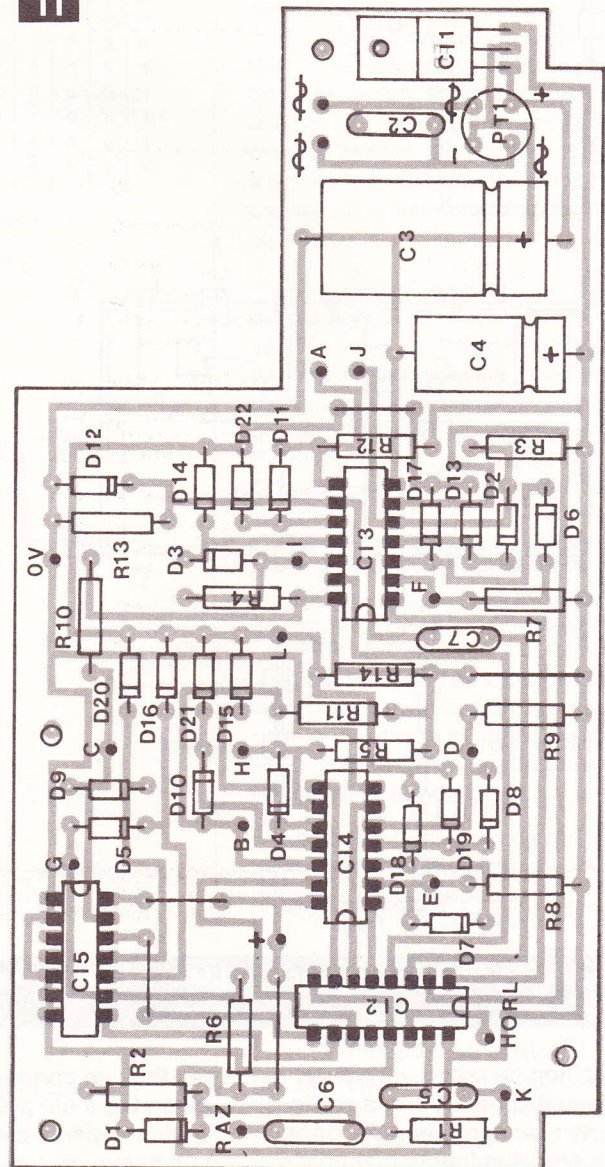 CI1
PT1
+
-
C2
C3
+
C4
+
A
J
D12
D14
D22
D11
R12
D17
D13
D2
R3
D6
R13
D3
I
CI3
F
R7
0V
R10
R4
L
C7
R14
D20
D16
D21
D15
R11
R9
C
D9
D5
D10
H
R5
D
D8
G
B
D4
CI4
D18
D19
E
R8
D7
CI5
+
R6
CI2
HORL
R2
D1
RAZ
C6
C5
R1
K